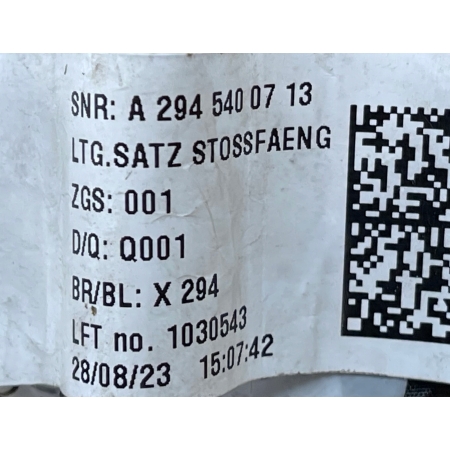 SNR: A 294 540 07 13
LTG.SATZ STOSSFAENG
ZGS: 001
D/Q: Q001
BR/BL: X 294
LFT no. 1030543
28/08/23 15:07:42